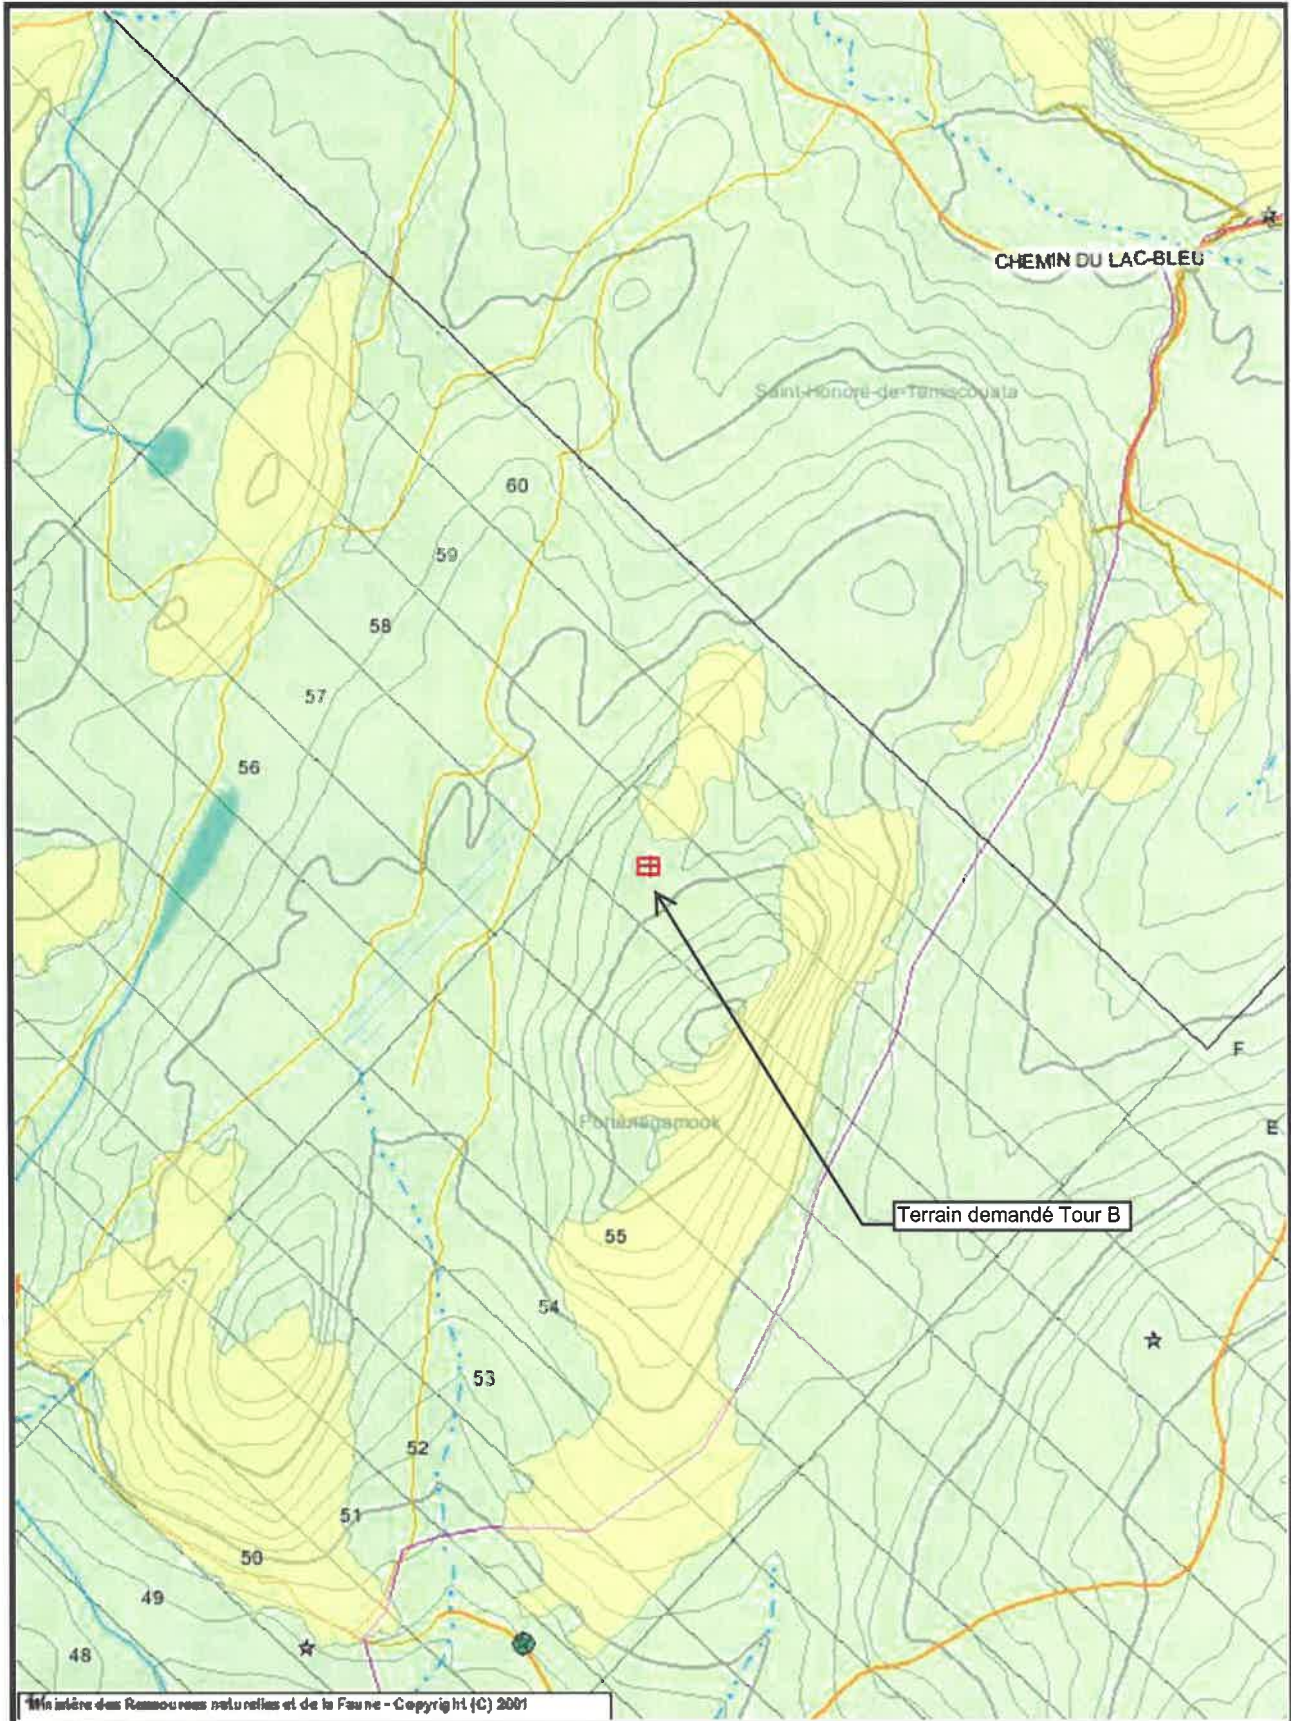 CHEMIN DU LAC-BLEU
Saint-Honoré-de-Témiscouata
60
59
58
57
56
F
E
Pohénégamook
Terrain demandé Tour B
55
54
53
52
51
50
49
48
Ministère des Ressources naturelles et de la Faune - Copyright (C) 2001